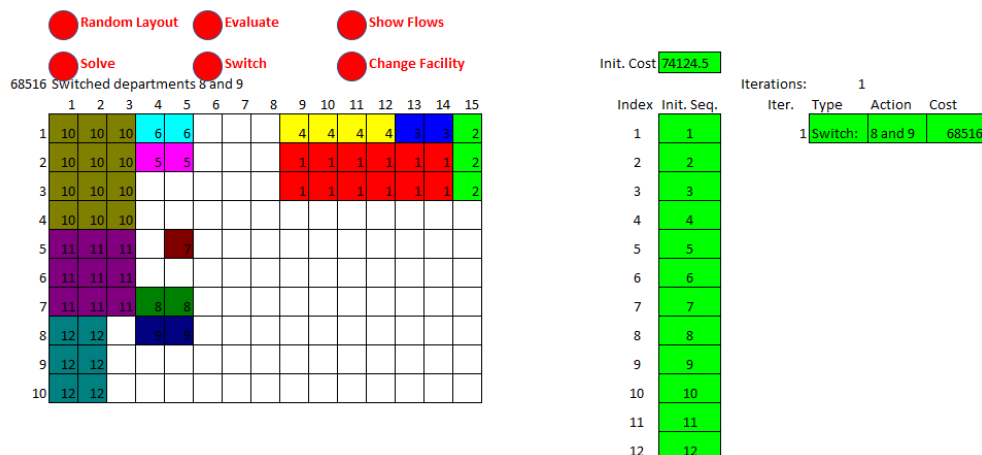 Random Layout Evaluate Show Flows
Solve Switch Change Facility Init. Cost 74124.5
68516 Switched departments 8 and 9 Iterations: 1
1 2 3 4 5 6 7 8 9 10 11 12 13 14 15 Index Init. Seq. Iter. Type Action Cost
1 10 10 10 6 6 4 4 4 4 3 3 2 1 1 1 Switch: 8 and 9 68516
2 10 10 10 5 5 1 1 1 1 1 1 2 2 2
3 10 10 10 1 1 1 1 1 1 2 3 3
4 10 10 10 4 4
5 11 11 11 7 5 5
6 11 11 11 6 6
7 11 11 11 8 8 7 7
8 12 12 9 9 8 8
9 12 12 9 9
10 12 12 10 10
11 11
12 12